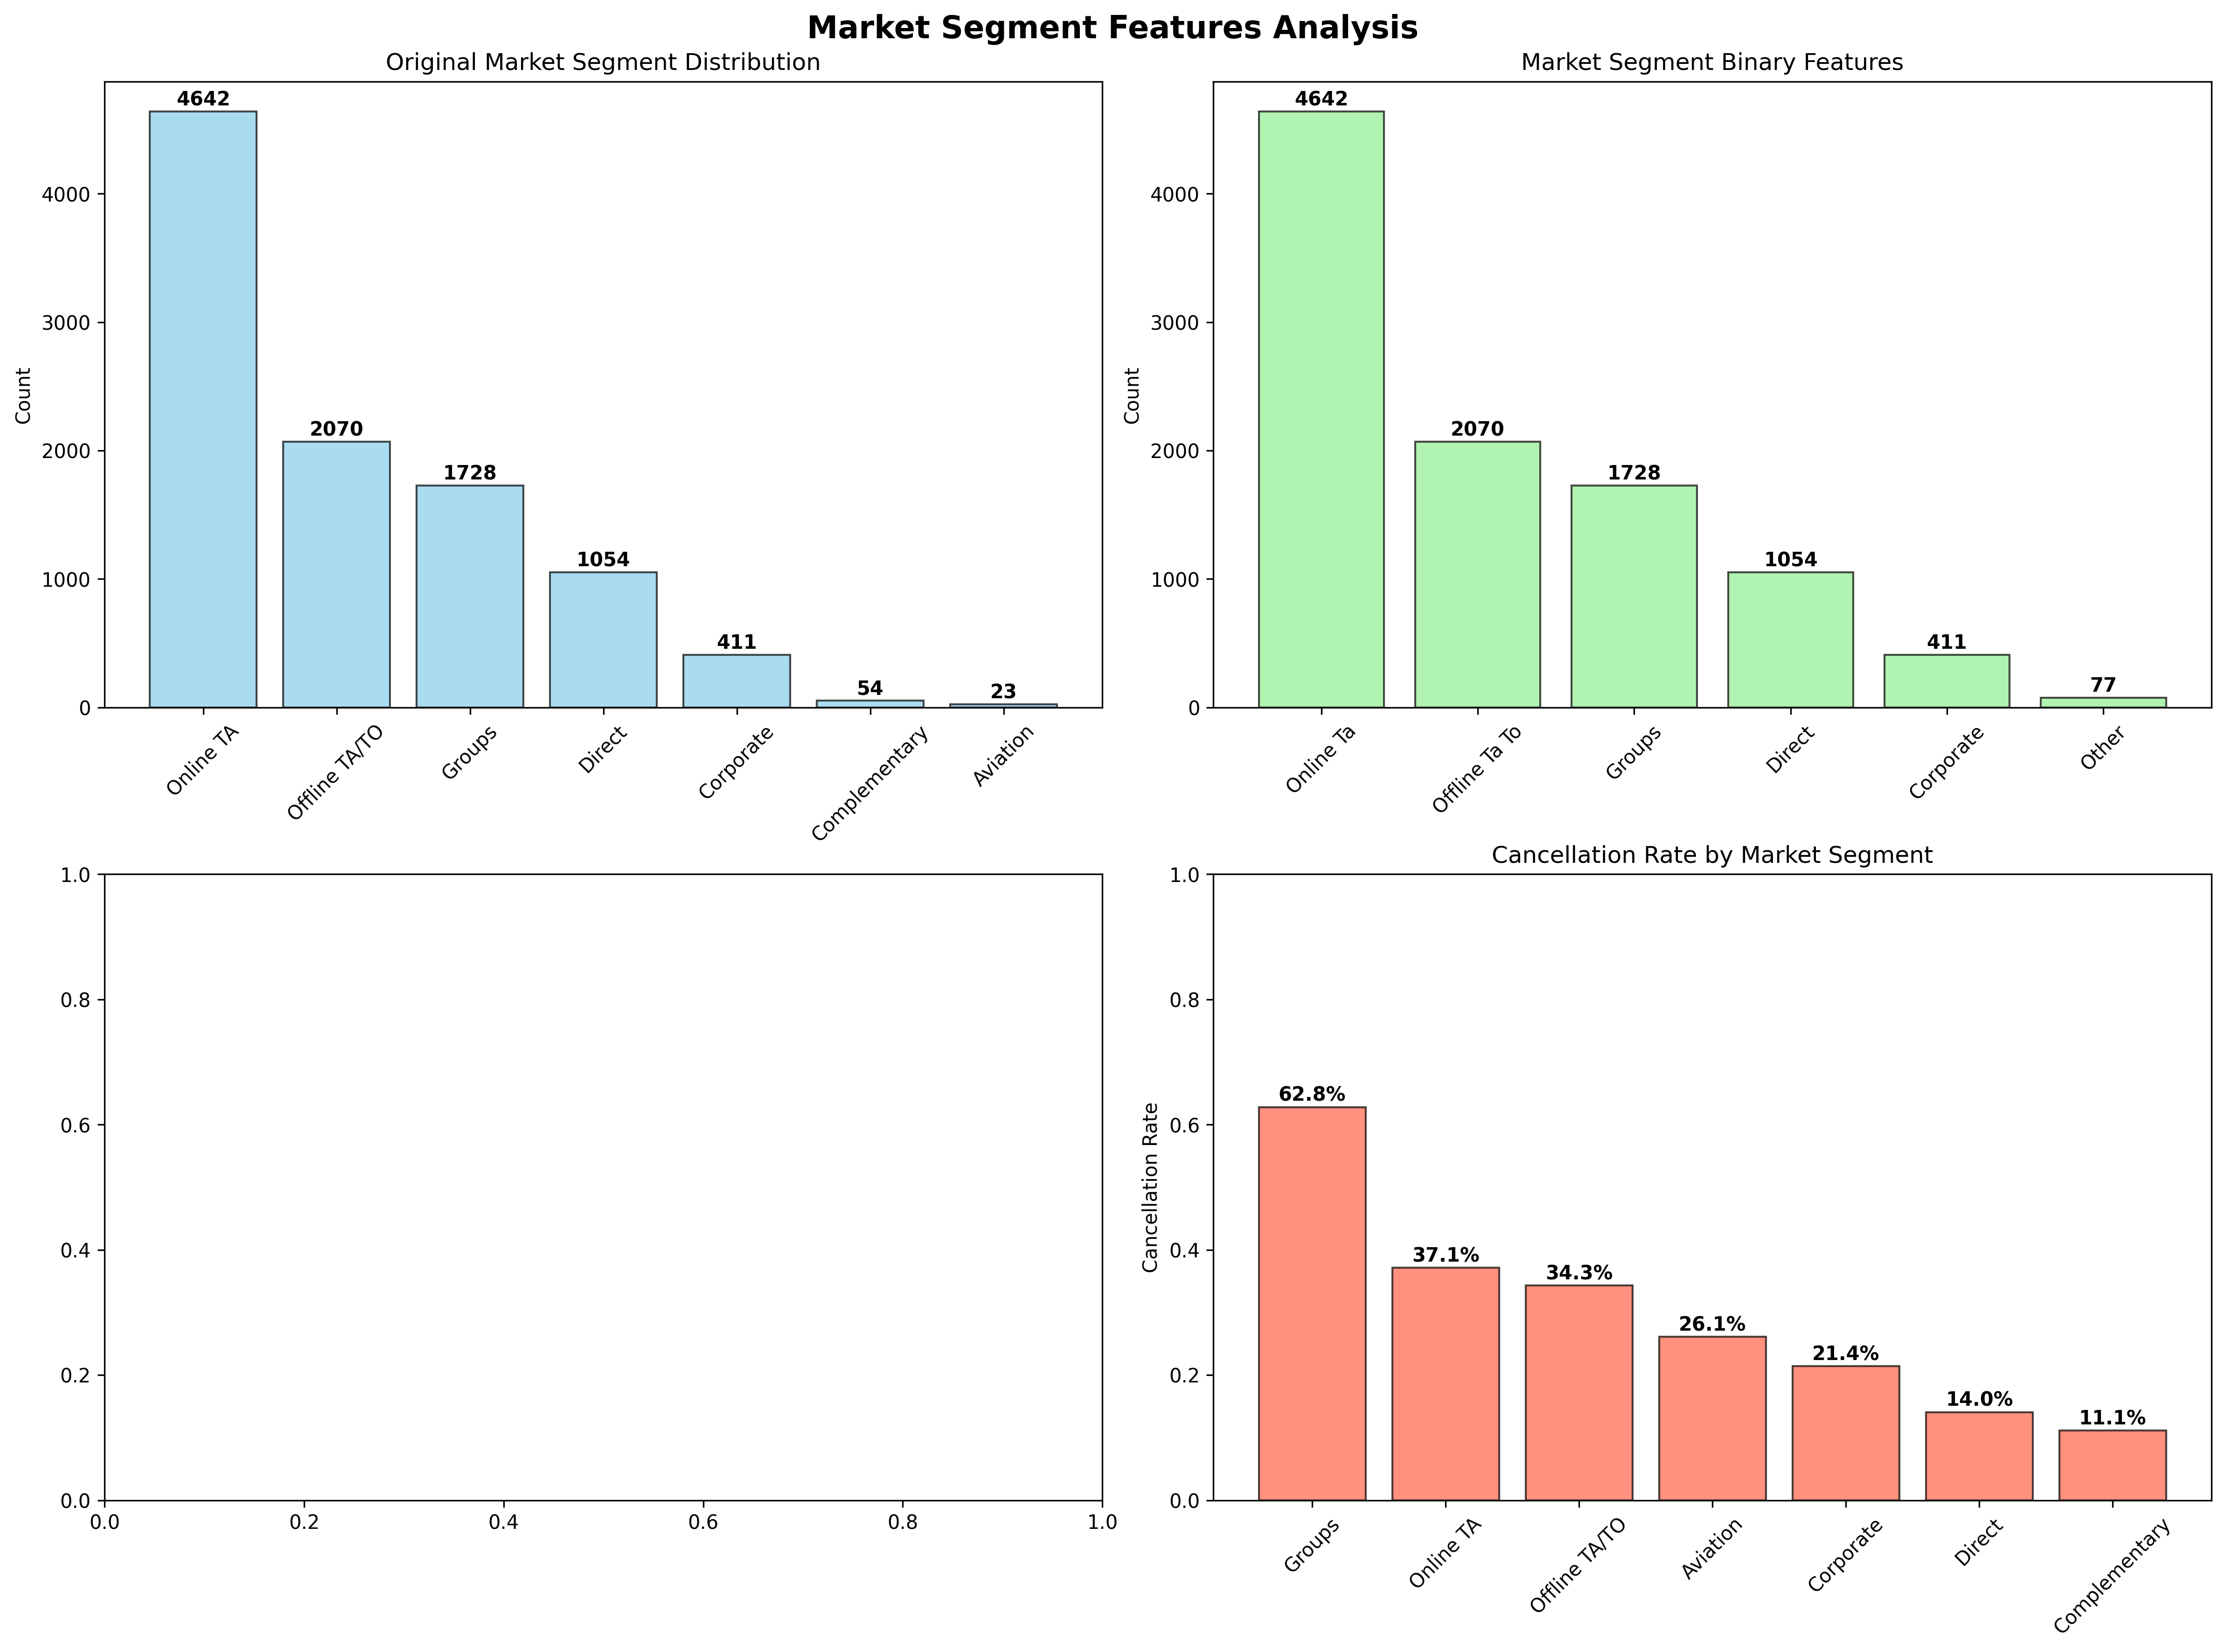 Market Segment Features Analysis
Original Market Segment Distribution
Count
4000
3000
2000
1000
0
4642
2070
1728
1054
411
54
23
Online TA
Offline TA/TO
Groups
Direct
Corporate
Complementary
Aviation
Market Segment Binary Features
Count
4000
3000
2000
1000
0
4642
2070
1728
1054
411
77
Online Ta
Offline Ta To
Groups
Direct
Corporate
Other
1.0
0.8
0.6
0.4
0.2
0.0
0.0
0.2
0.4
0.6
0.8
1.0
Cancellation Rate by Market Segment
Cancellation Rate
1.0
0.8
0.6
0.4
0.2
0.0
62.8%
37.1%
34.3%
26.1%
21.4%
14.0%
11.1%
Groups
Online TA
Offline TA/TO
Aviation
Corporate
Direct
Complementary